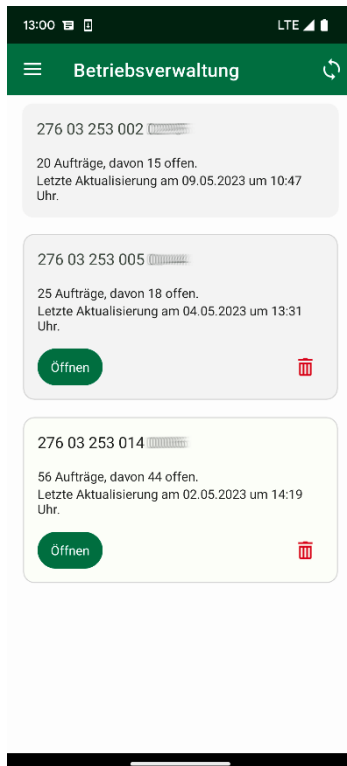 13:00
LTE
Betriebsverwaltung
276 03 253 002
20 Aufträge, davon 15 offen.
Letzte Aktualisierung am 09.05.2023 um 10:47
Uhr.
276 03 253 005
25 Aufträge, davon 18 offen.
Letzte Aktualisierung am 04.05.2023 um 13:31
Uhr.
Öffnen
276 03 253 014
56 Aufträge, davon 44 offen.
Letzte Aktualisierung am 02.05.2023 um 14:19
Uhr.
Öffnen